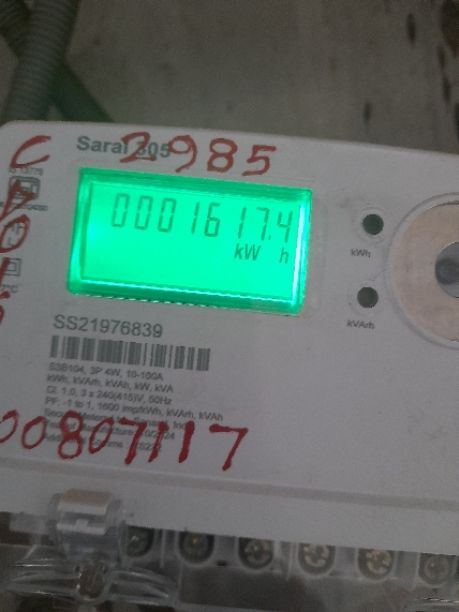 Saral 305
2985
0001617.4
kW h
kWh
kVArh
SS21976839
S3B104, 3P 4W, 10-100A
kWh, kVArh, kVAh, kW, kVA
Cl. 1.0, 3 x 240(415)V, 50Hz
PF: -1 to 1, 1600 imp/kWh, kVArh, kVAh
00807117